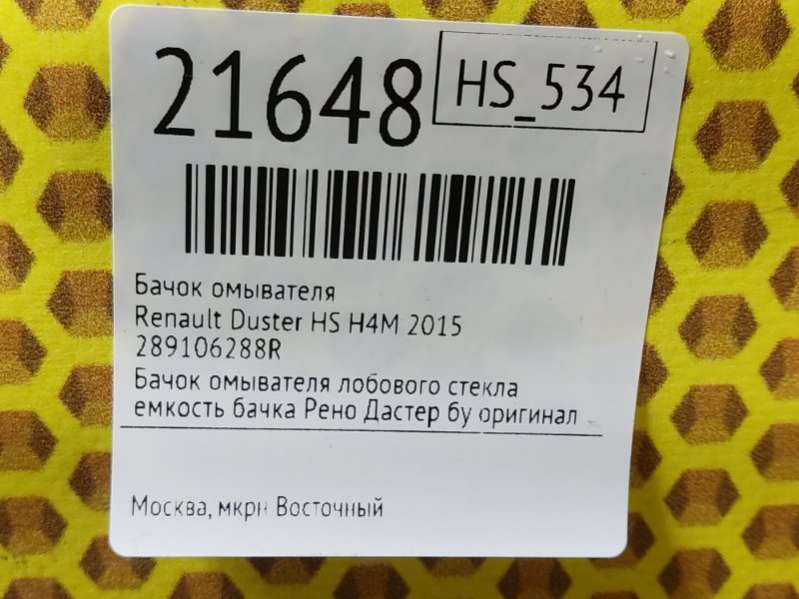 21648
HS_534
Бачок омывателя
Renault Duster HS H4M 2015
289106288R
Бачок омывателя лобового стекла
емкость бачка Рено Дастер бу оригинал
Москва, мкрн Восточный